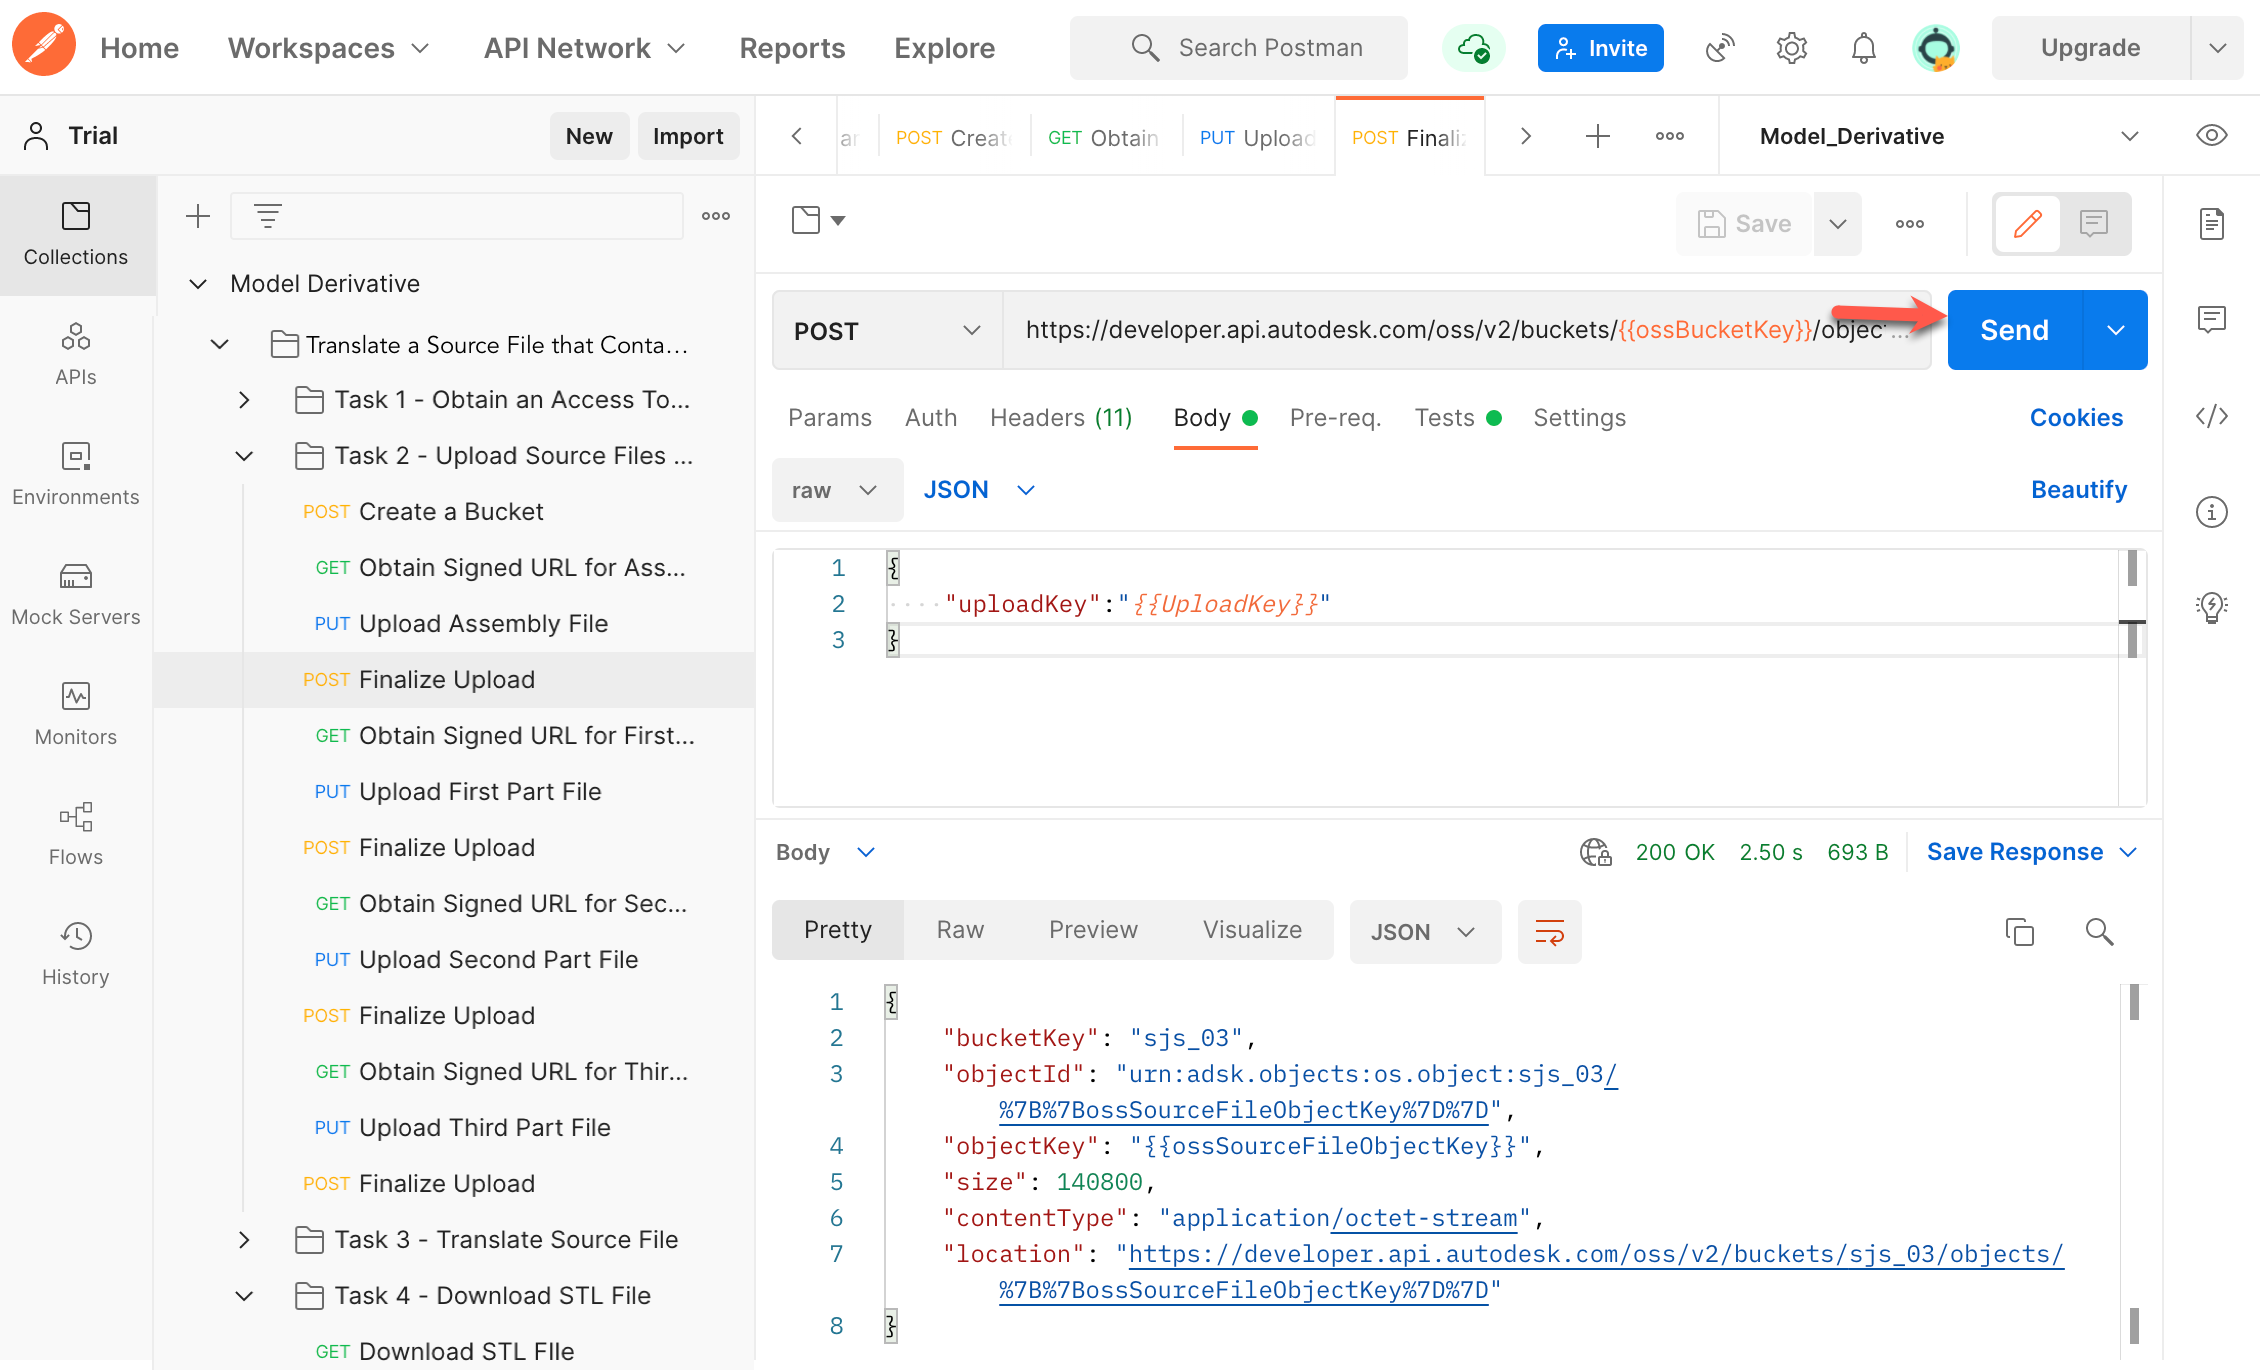 Home Workspaces API Network Reports Explore Search Postman Invite Upgrade
Trial New Import
POST Creat GET Obtain PUT Upload POST Finaliz Model_Derivative
Collections
APIs
Environments
Mock Servers
Monitors
Flows
History
Model Derivative
Translate a Source File that Conta...
Task 1 - Obtain an Access To...
Task 2 - Upload Source Files ...
POST Create a Bucket
GET Obtain Signed URL for Ass...
PUT Upload Assembly File
POST Finalize Upload
GET Obtain Signed URL for First...
PUT Upload First Part File
POST Finalize Upload
GET Obtain Signed URL for Sec...
PUT Upload Second Part File
POST Finalize Upload
GET Obtain Signed URL for Thir...
PUT Upload Third Part File
POST Finalize Upload
Task 3 - Translate Source File
Task 4 - Download STL File
GET Download STL FIle
Save
POST https://developer.api.autodesk.com/oss/v2/buckets/{{ossBucketKey}}/objec... Send
Params Auth Headers (11) Body Pre-req. Tests Settings Cookies
raw JSON Beautify
1 {
2 "uploadKey":"{{UploadKey}}"
3 }
Body 200 OK 2.50 s 693 B Save Response
Pretty Raw Preview Visualize JSON
1 {
2 "bucketKey": "sjs_03",
3 "objectId": "urn:adsk.objects:os.object:sjs_03/
%7B%7BossSourceFileObjectKey%7D%7D",
4 "objectKey": "{{ossSourceFileObjectKey}}",
5 "size": 140800,
6 "contentType": "application/octet-stream",
7 "location": "https://developer.api.autodesk.com/oss/v2/buckets/sjs_03/objects/
%7B%7BossSourceFileObjectKey%7D%7D"
8 }